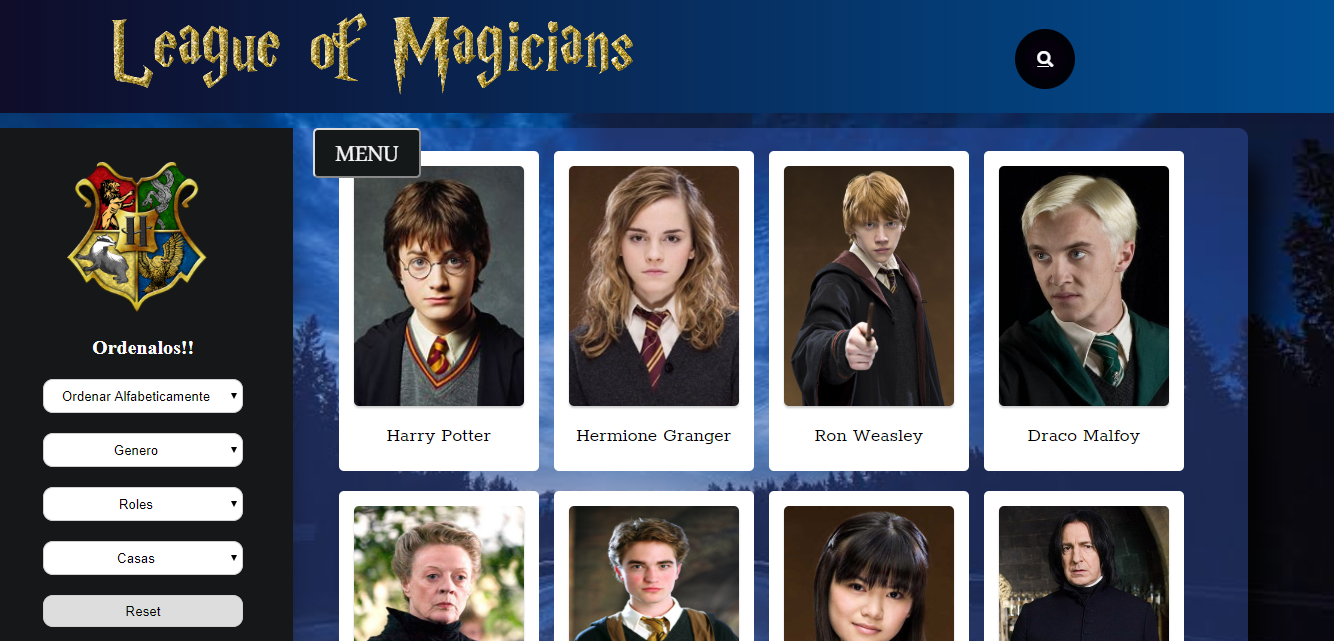 League of Magicians
MENU
Ordenalos!!
Ordenar Alfabeticamente
Genero
Roles
Casas
Reset
Harry Potter
Hermione Granger
Ron Weasley
Draco Malfoy
H